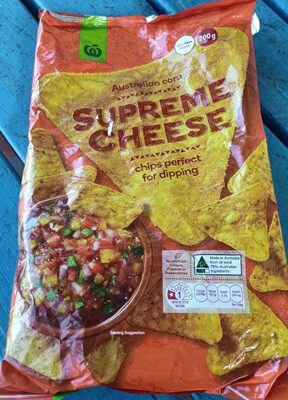 200g
Australian corn
SUPREME
CHEESE
chips perfect
for dipping
Made in Australia
from at least
79% Australian
ingredients
1
Serving Suggestion